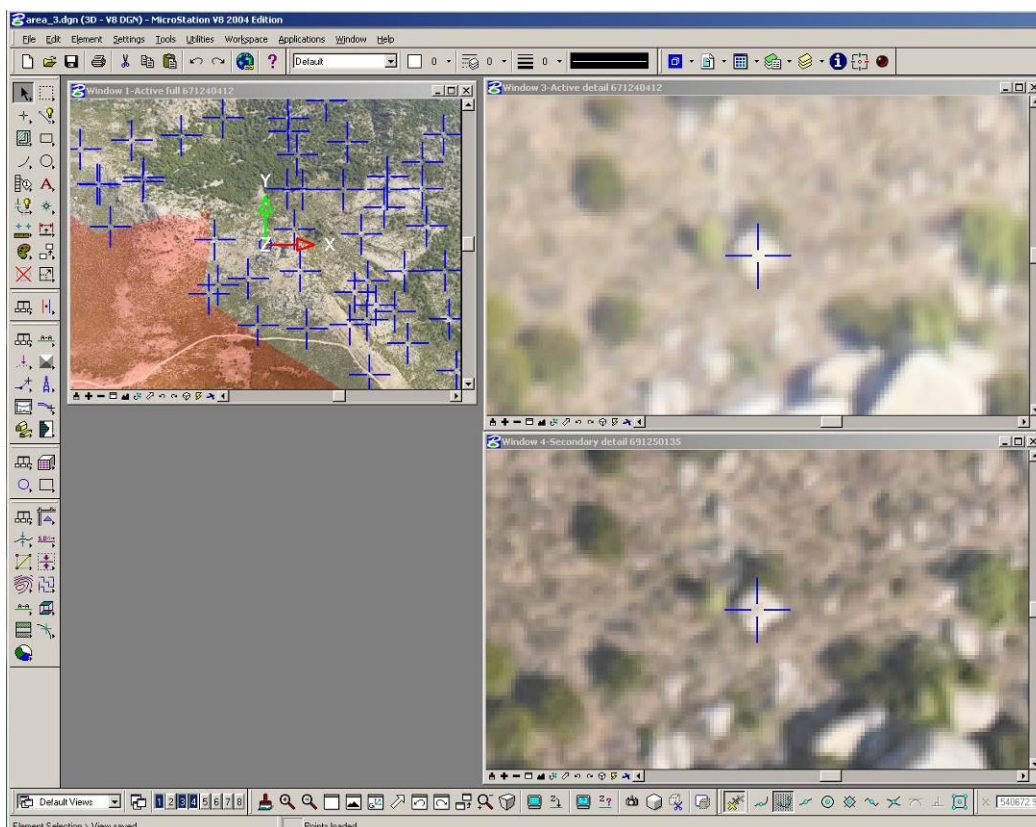 area_3.dgn (3D - V8 DGN) - MicroStation V8 2004 Edition
File Edit Element Settings Tools Utilities Workspace Applications Window Help
Default 0 0 0
Window 1-Active full 671240412
Y
Z X
Window 3-Active detail 671240412
Window 4-Secondary detail 691250135
Default Views 1 2 3 4 5 6 7 8
540672.9
Element Selection > View saved Points loaded